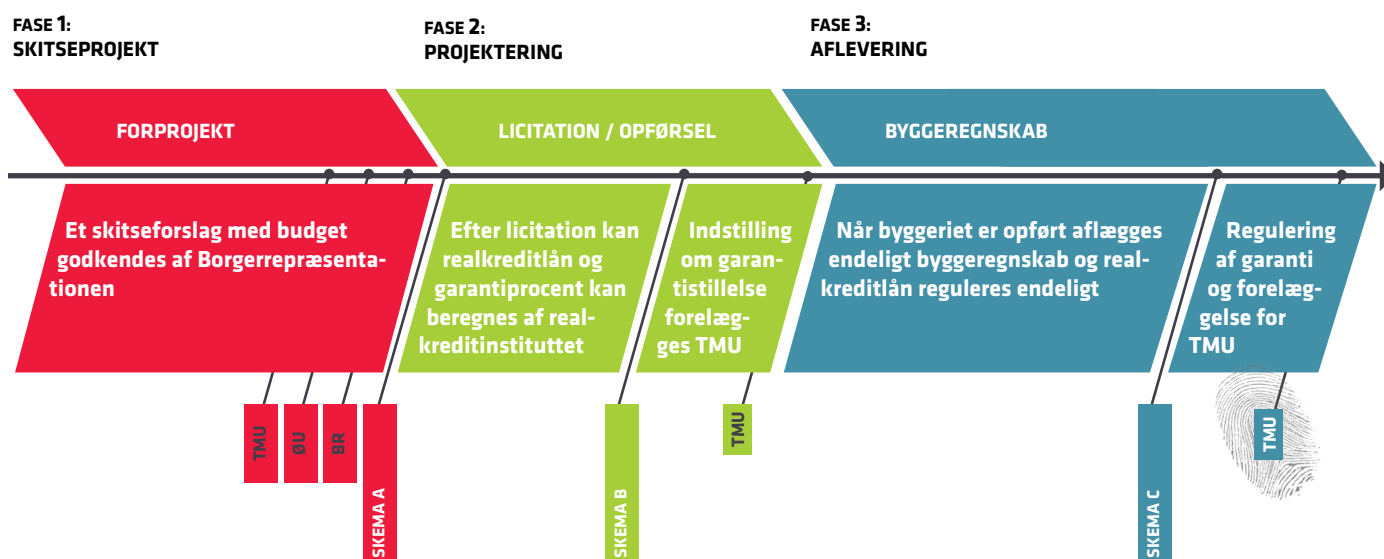 FASE 1:
SKITSEPROJEKT
FASE 2:
PROJEKTERING
FASE 3:
AFLEVERING
FORPROJEKT
LICITATION / OPFØRSEL
BYGGEREGNSKAB
Et skitseforslag med budget
godkendes af Borgerrepræsenta-
tionen
Efter licitation kan
realkreditlån og
garantiprocent kan
beregnes af real-
kreditinstituttet
Indstilling
om garan-
tistillelse
forelæg-
ges TMU
Når byggeriet er opført aflægges
endeligt byggeregnskab og real-
kreditlån reguleres endeligt
Regulering
af garanti
og forelæg-
gelse for
TMU
TMU
ØU
BR
SKEMA A
SKEMA B
TMU
SKEMA C
TMU